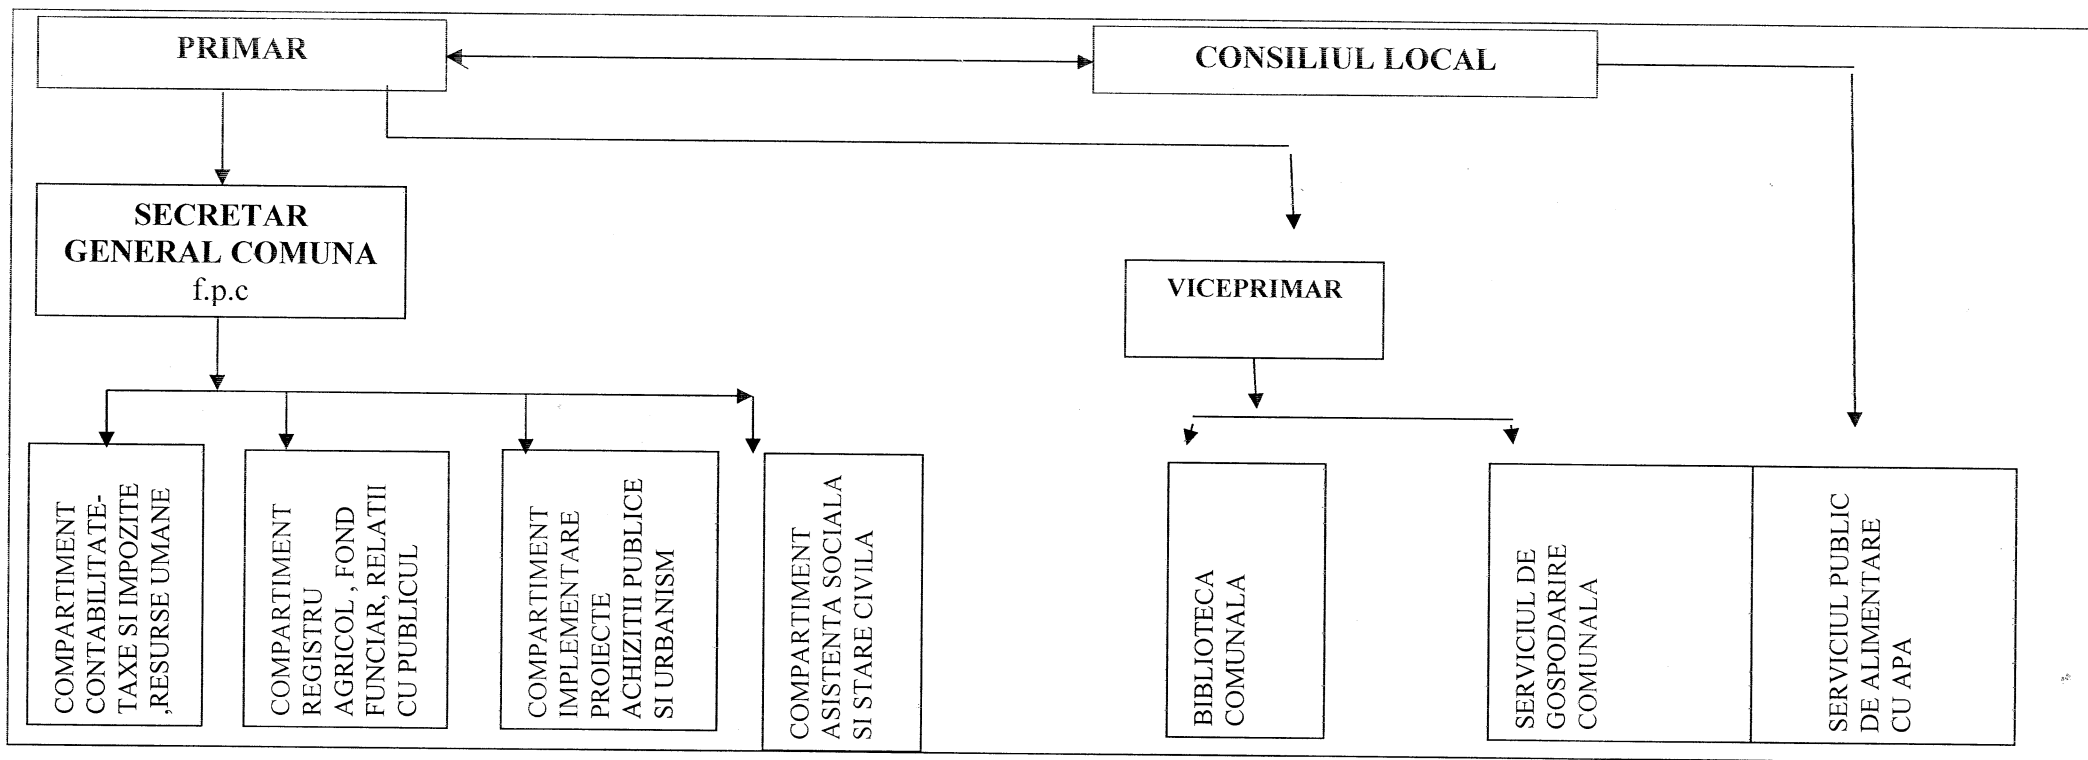 PRIMAR
CONSILIUL LOCAL
SECRETAR
GENERAL COMUNA
f.p.c
VICEPRIMAR
COMPARTIMENT
CONTABILITATE-
TAXE SI IMPOZITE
,RESURSE UMANE
COMPARTIMENT
REGISTRU
AGRICOL , FOND
FUNCIAR, RELATII
CU PUBLICUL
COMPARTIMENT
IMPLEMENTARE
PROIECTE
ACHIZITII PUBLICE
SI URBANISM
COMPARTIMENT
ASISTENTA SOCIALA
SI STARE CIVILA
BIBLIOTECA
COMUNALA
SERVICIUL DE
GOSPODARIRE
COMUNALA
SERVICIUL PUBLIC
DE ALIMENTARE
CU APA